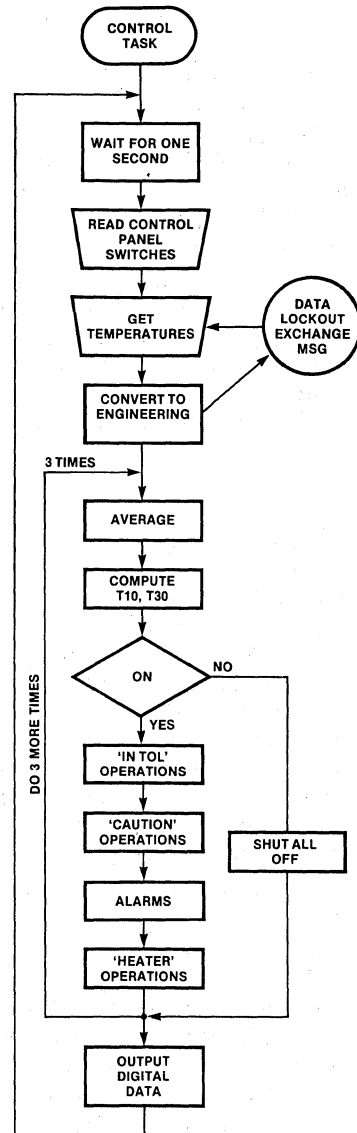 CONTROL
TASK
WAIT FOR ONE
SECOND
READ CONTROL
PANEL
SWITCHES
GET
TEMPERATURES
DATA
LOCKOUT
EXCHANGE
MSG
CONVERT TO
ENGINEERING
3 TIMES
AVERAGE
COMPUTE
T10, T30
ON
NO
YES
DO 3 MORE TIMES
'IN TOL'
OPERATIONS
'CAUTION'
OPERATIONS
SHUT ALL
OFF
ALARMS
'HEATER'
OPERATIONS
OUTPUT
DIGITAL
DATA